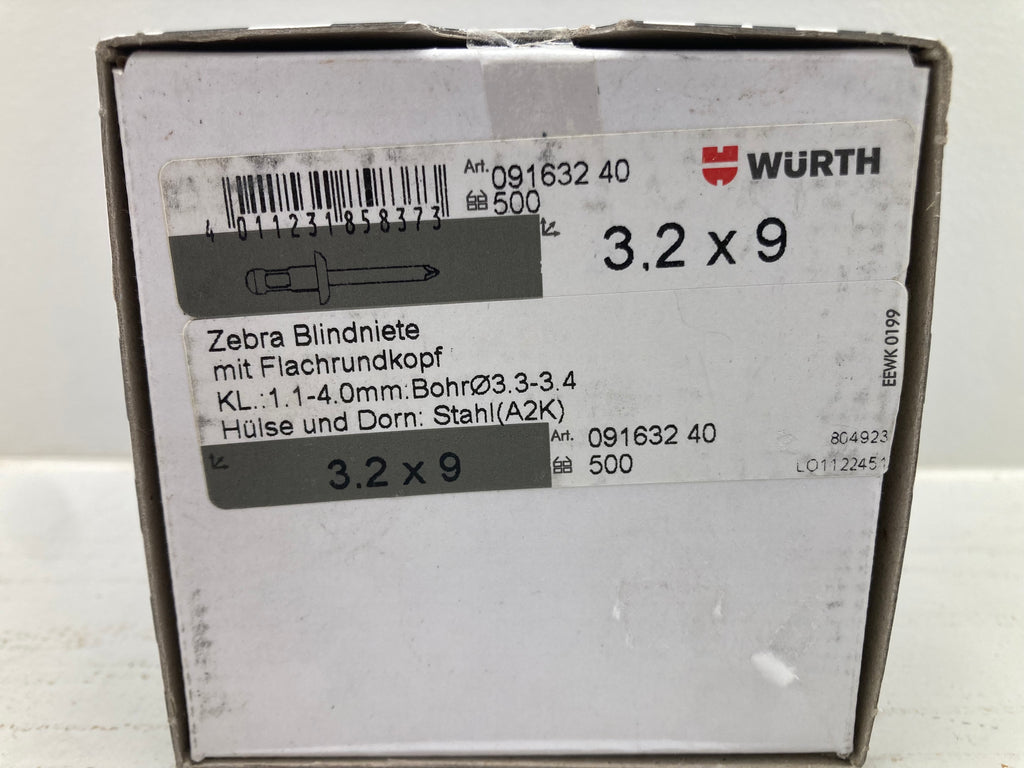 Art. 091632 40
500
WÜRTH
4 011231 858373
3.2 x 9
Zebra Blindniete
mit Flachrundkopf
KL.:1.1-4.0mm:BohrØ3.3-3.4
Hülse und Dorn: Stahl(A2K)
EEWK 0199
3.2 x 9
Art. 091632 40
500
804923
LO1122451